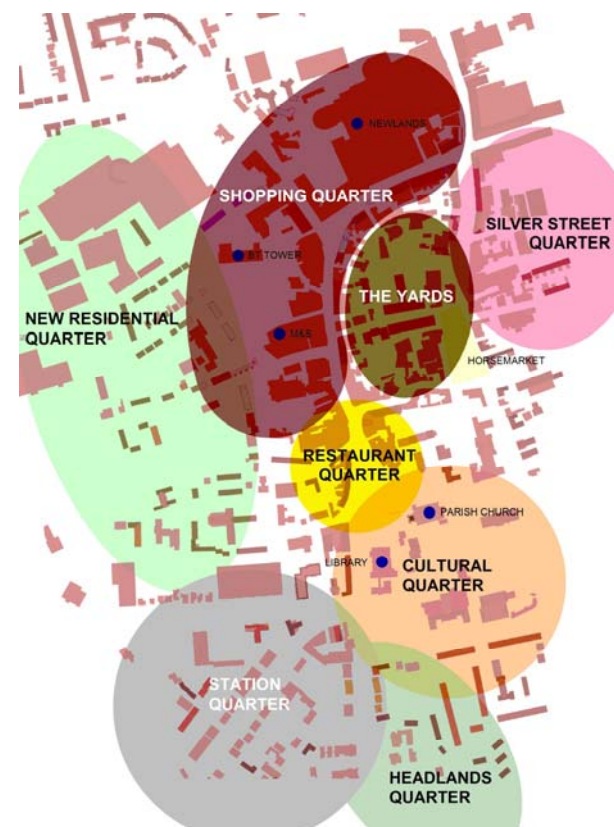 NEWLANDS
SHOPPING QUARTER
SILVER STREET
QUARTER
BT TOWER
THE YARDS
NEW RESIDENTIAL
QUARTER
M&S
HORSEMARKET
RESTAURANT
QUARTER
PARISH CHURCH
LIBRARY
CULTURAL
QUARTER
STATION
QUARTER
HEADLANDS
QUARTER